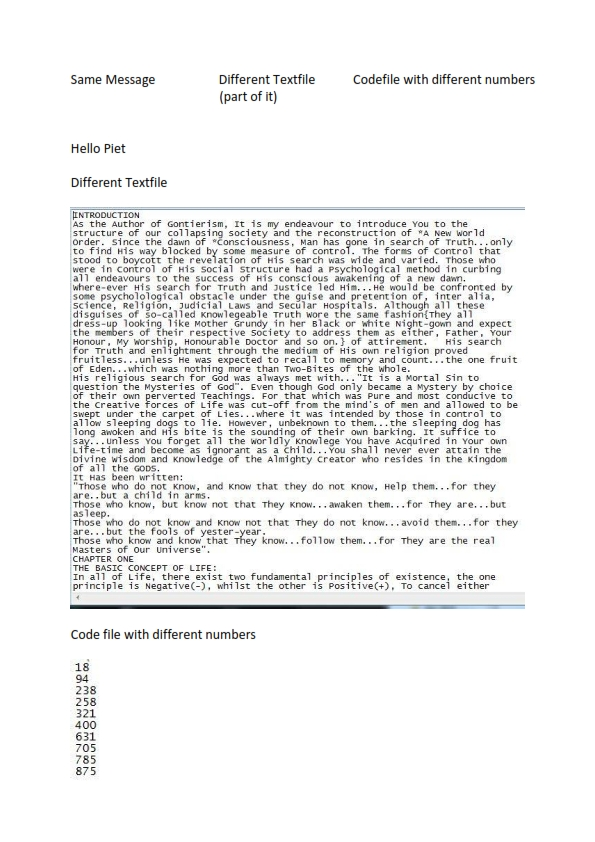 Same Message Different Textfile Codefile with different numbers
(part of it)
Hello Piet
Different Textfile
INTRODUCTION
As the Author of Gontierism, It is my endeavour to introduce You to the
structure of our collapsing society and the reconstruction of *A New World
Order. Since the dawn of *Consciousness, Man has gone in search of Truth...only
to find His way blocked by some measure of control. The forms of Control that
stood to boycott the revelation of His search was wide and varied. Those who
were in Control of His Social Structure had a Psychological method in curbing
all endeavours to the success of His conscious awakening of a new dawn.
Where-ever His search for Truth and Justice led Him...He would be confronted by
some psycholological obstacle under the guise and pretention of, inter alia,
Science, Religion, Judicial Laws and Secular Hospitals. Although all these
disguises of so-called Knowlegeable Truth Wore the same fashion{They all
dress-up looking like Mother Grundy in her Black or White Night-gown and expect
the members of their respective Society to address them as either, Father, Your
Honour, My Worship, Honourable Doctor and so on.} of attirement. His search
for Truth and enlightment through the medium of His own religion proved
fruitless...unless He was expected to recall to memory and count...the one fruit
of Eden...which was nothing more than Two-Bites of the Whole.
His religious search for God was always met with..."It is a Mortal Sin to
question the Mysteries of God". Even though God only became a Mystery by choice
of their own perverted Teachings. For that which was Pure and most conducive to
the Creative forces of Life was cut-off from the mind's of men and allowed to be
swept under the carpet of Lies...where it was intended by those in control to
allow sleeping dogs to lie. However, unbeknown to them...the sleeping dog has
long awoken and His bite is the sounding of their own barking. It suffice to
say...Unless You forget all the Worldly Knowlege You have Acquired in Your own
Life-time and become as ignorant as a Child...You shall never ever attain the
Divine Wisdom and Knowledge of the Almighty Creator who resides in the Kingdom
of all the GODS.
It Has been written:
"Those who do not Know, and Know that they do not Know, Help them...for they
are..but a child in arms.
Those who know, but know not that They Know...awaken them...for They are...but
asleep.
Those who do not know and Know not that They do not know...avoid them...for they
are...but the fools of yester-year.
Those who know and know that They know...follow them...for They are the real
Masters of Our Universe".
CHAPTER ONE
THE BASIC CONCEPT OF LIFE:
In all of Life, there exist two fundamental principles of existence, the one
principle is Negative(-), whilst the other is Positive(+), To cancel either
Code file with different numbers
18
94
238
258
321
400
631
705
785
875